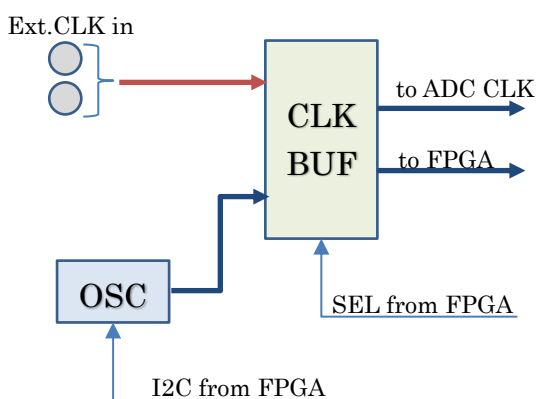 Ext.CLK in
to ADC CLK
CLK
BUF
to FPGA
OSC
SEL from FPGA
I2C from FPGA